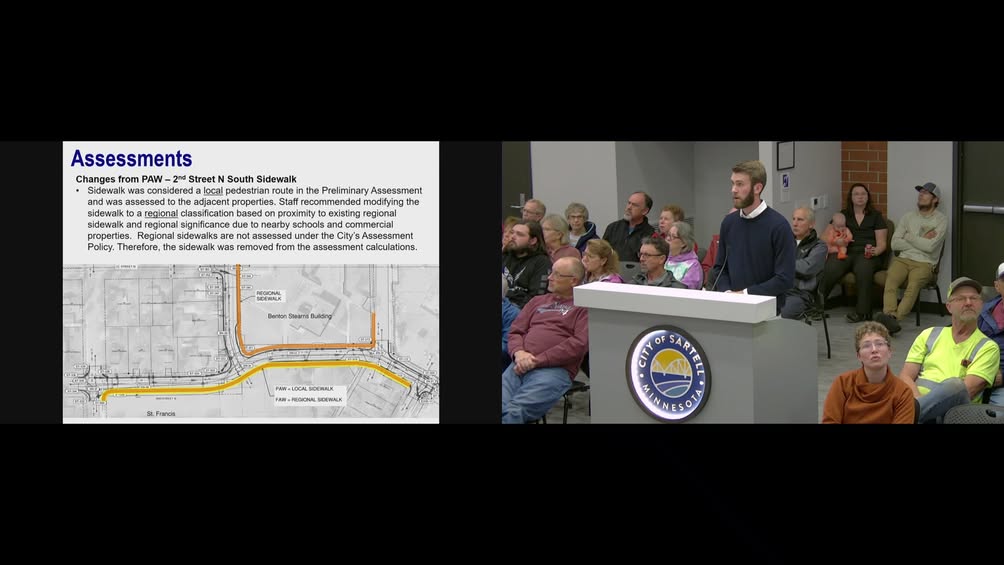 Assessments
Changes from PAW – 2nd Street N South Sidewalk
• Sidewalk was considered a local pedestrian route in the Preliminary Assessment
and was assessed to the adjacent properties. Staff recommended modifying the
sidewalk to a regional classification based on proximity to existing regional
sidewalk and regional significance due to nearby schools and commercial
properties. Regional sidewalks are not assessed under the City's Assessment
Policy. Therefore, the sidewalk was removed from the assessment calculations.
REGIONAL
SIDEWALK
Benton Stearns Building
PAW = LOCAL SIDEWALK
FAW = REGIONAL SIDEWALK
St. Francis
CITY OF SARTELL
MINNESOTA